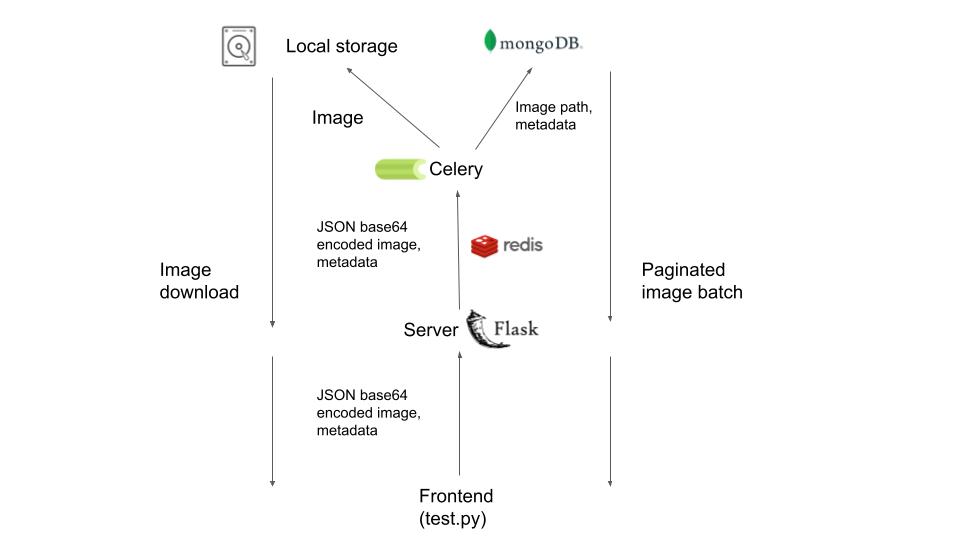 Local storage
mongoDB.
Image path,
metadata
Image
Celery
JSON base64
encoded image,
metadata
redis
Image
download
Paginated
image batch
Server
Flask
JSON base64
encoded image,
metadata
Frontend
(test.py)